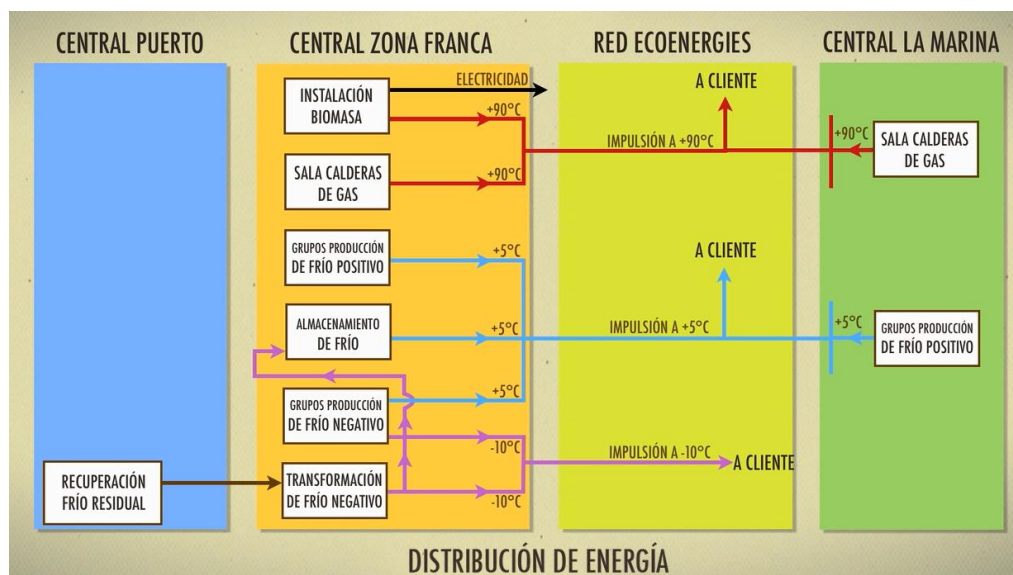 CENTRAL PUERTO
CENTRAL ZONA FRANCA
RED ECOENERGIES
CENTRAL LA MARINA
INSTALACIÓN
BIOMASA
ELECTRICIDAD
+90°C
SALA CALDERAS
DE GAS
+90°C
IMPULSIÓN A +90°C
A CLIENTE
+90°C
SALA CALDERAS
DE GAS
GRUPOS PRODUCCIÓN
DE FRÍO POSITIVO
+5°C
ALMACENAMIENTO
DE FRÍO
+5°C
IMPULSIÓN A +5°C
A CLIENTE
+5°C
GRUPOS PRODUCCIÓN
DE FRÍO POSITIVO
GRUPOS PRODUCCIÓN
DE FRÍO NEGATIVO
+5°C
-10°C
IMPULSIÓN A -10°C
A CLIENTE
RECUPERACIÓN
FRÍO RESIDUAL
TRANSFORMACIÓN
DE FRÍO NEGATIVO
-10°C
DISTRIBUCIÓN DE ENERGÍA